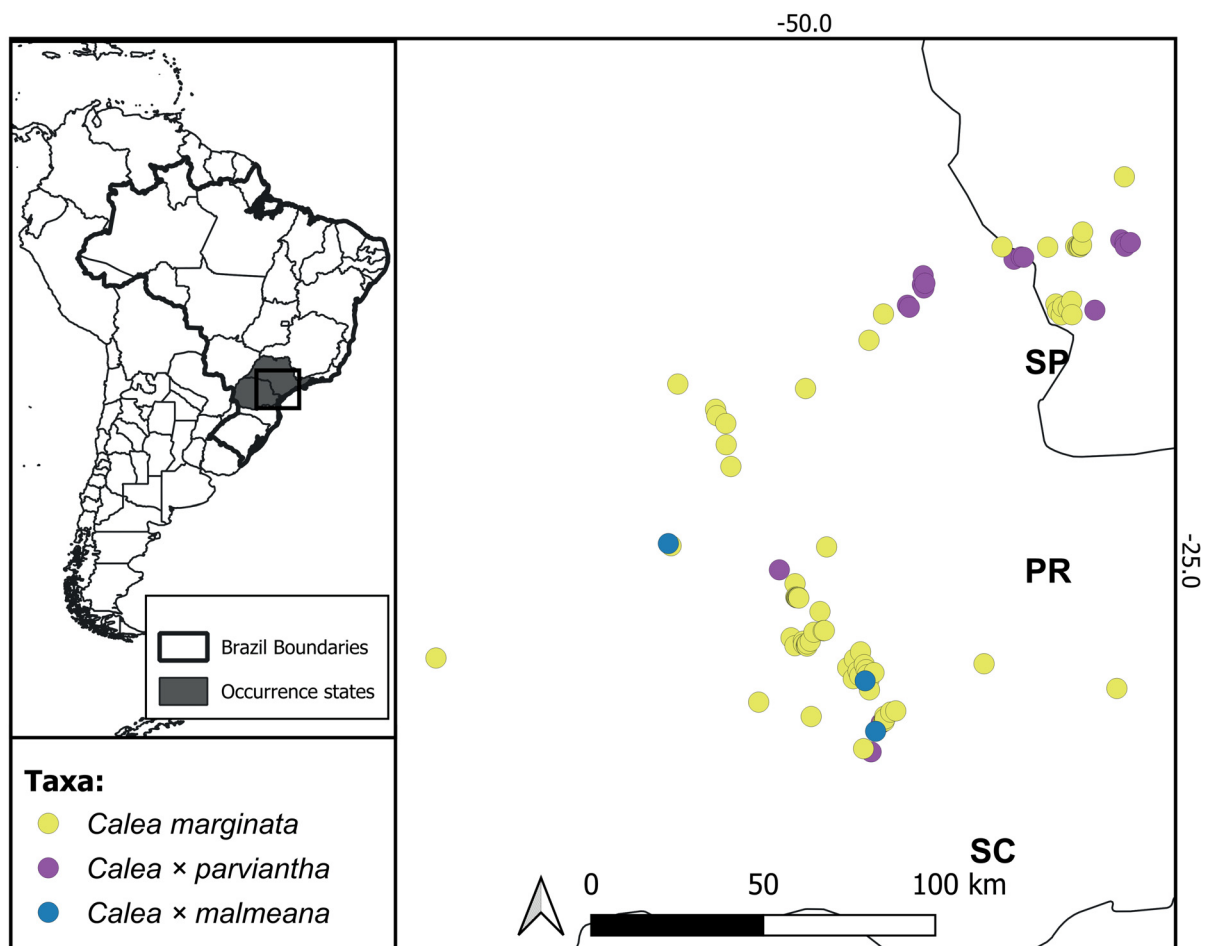 -50.0
SP
-25.0
PR
Brazil Boundaries
Occurrence states
Taxa:
Calea marginata
Calea × parviantha
Calea × malmeana
SC
0 50 100 km